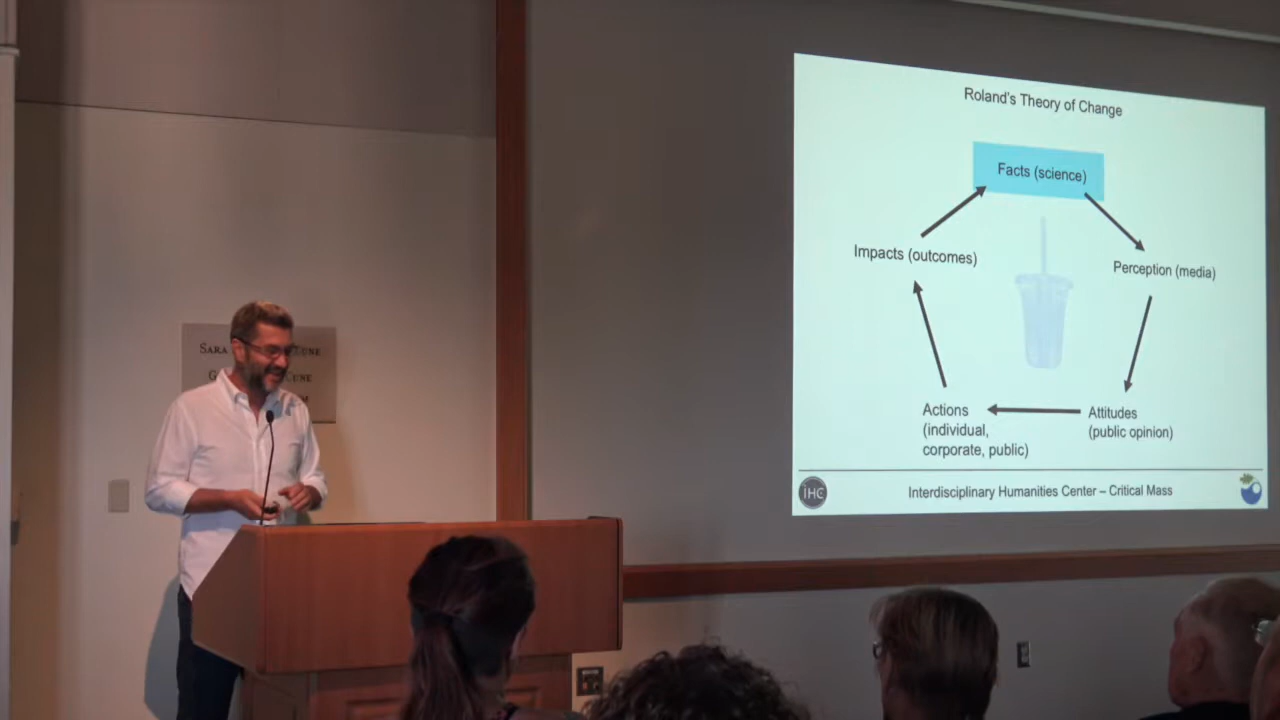 Roland's Theory of Change
Facts (science)
Impacts (outcomes)
Perception (media)
Actions
(individual,
corporate, public)
Attitudes
(public opinion)
IHC
Interdisciplinary Humanities Center – Critical Mass
Sara